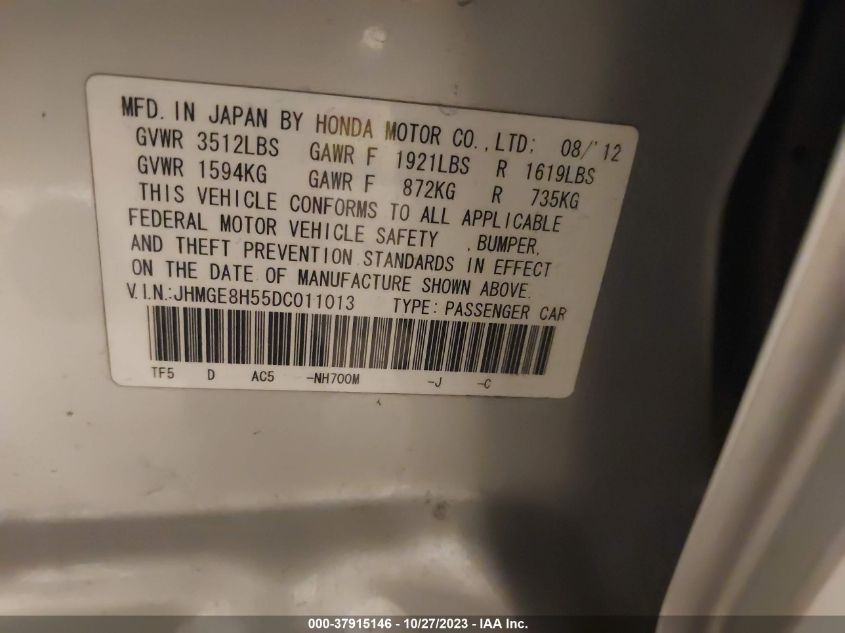 MFD. IN JAPAN BY HONDA MOTOR CO., LTD: 08/'12
GVWR 3512LBS GAWR F 1921LBS R 1619LBS
GVWR 1594KG GAWR F 872KG R 735KG
THIS VEHICLE CONFORMS TO ALL APPLICABLE
FEDERAL MOTOR VEHICLE SAFETY , BUMPER,
AND THEFT PREVENTION STANDARDS IN EFFECT
ON THE DATE OF MANUFACTURE SHOWN ABOVE.
V.I.N.:JHMGE8H55DC011013 TYPE: PASSENGER CAR
TF5 D AC5 -NH700M -J -C
000-37915146 - 10/27/2023 - IAA Inc.